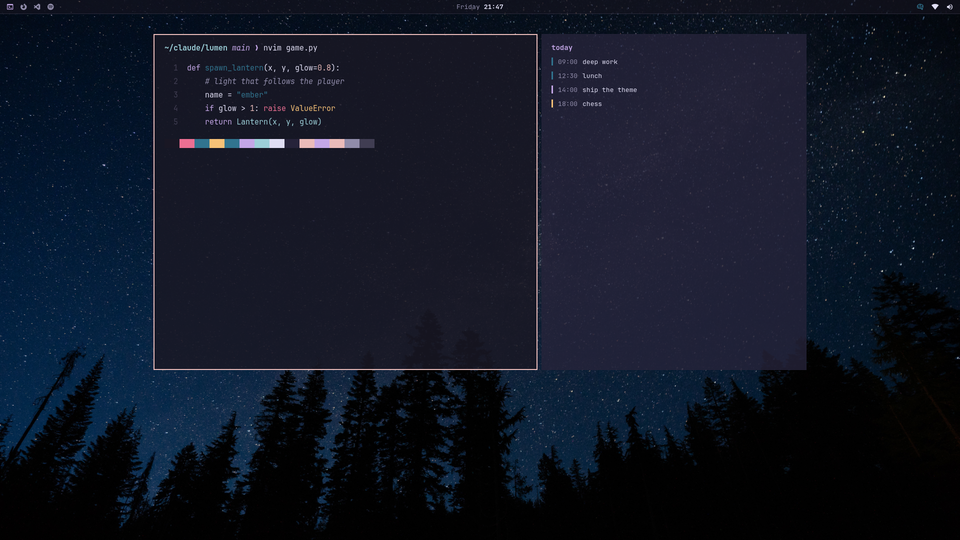 Friday 21:47
~/claude/lumen main ❯ nvim game.py
1 def spawn_lantern(x, y, glow=0.8):
2 # light that follows the player
3 name = "ember"
4 if glow > 1: raise ValueError
5 return Lantern(x, y, glow)
today
09:00 deep work
12:30 lunch
14:00 ship the theme
18:00 chess